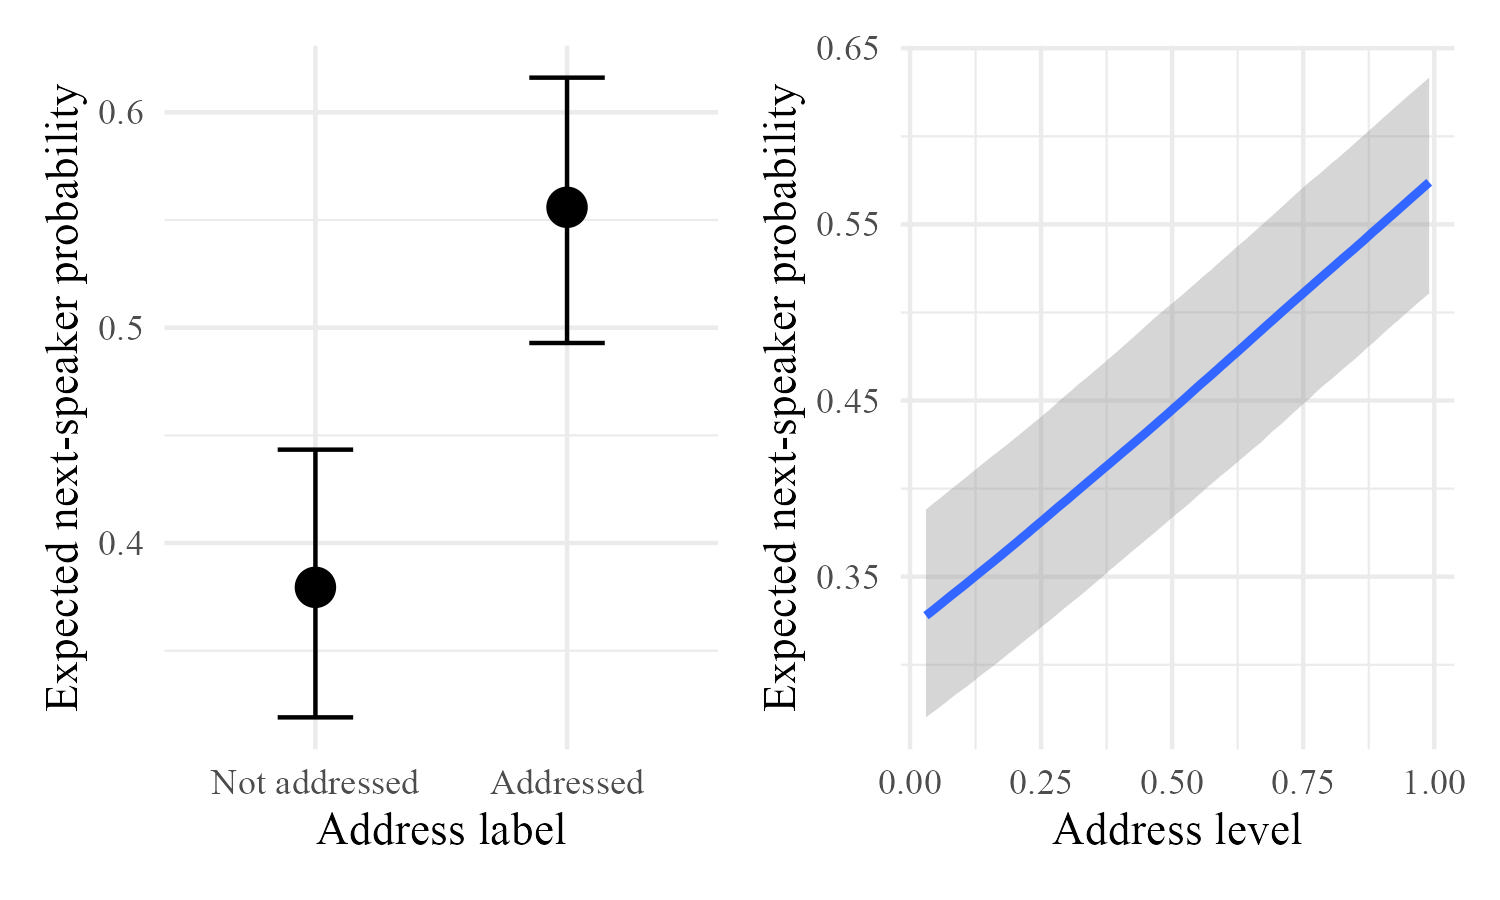 Expected next-speaker probability
0.6
0.5
0.4
Not addressed
Addressed
Address label
Expected next-speaker probability
0.65
0.55
0.45
0.35
0.00
0.25
0.50
0.75
1.00
Address level